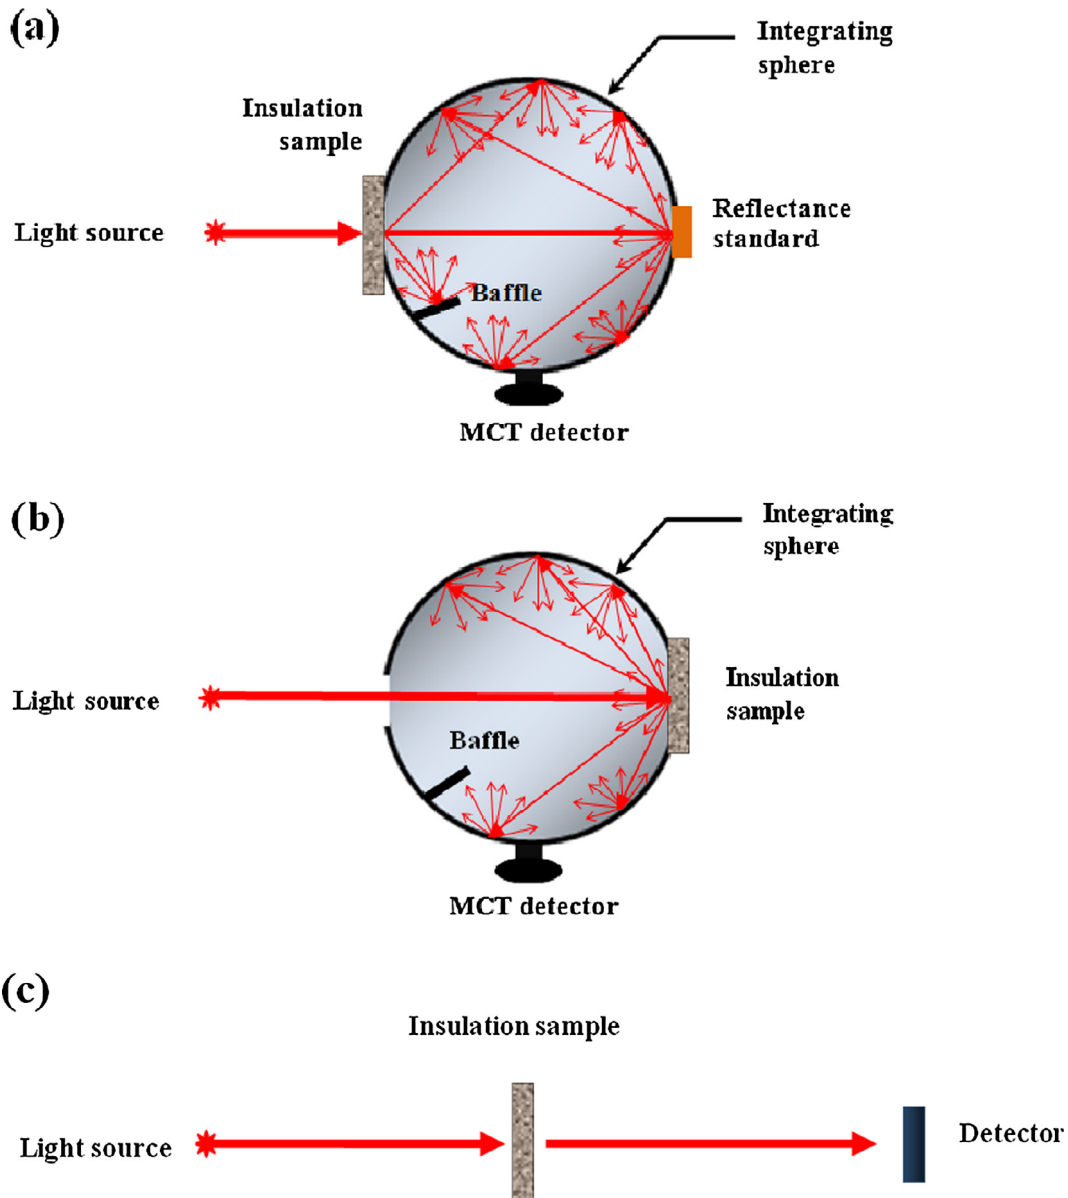 (a)
Integrating
sphere
Insulation
sample
Light source
Reflectance
standard
Baffle
MCT detector
(b)
Integrating
sphere
Light source
Insulation
sample
Baffle
MCT detector
(c)
Insulation sample
Light source
Detector